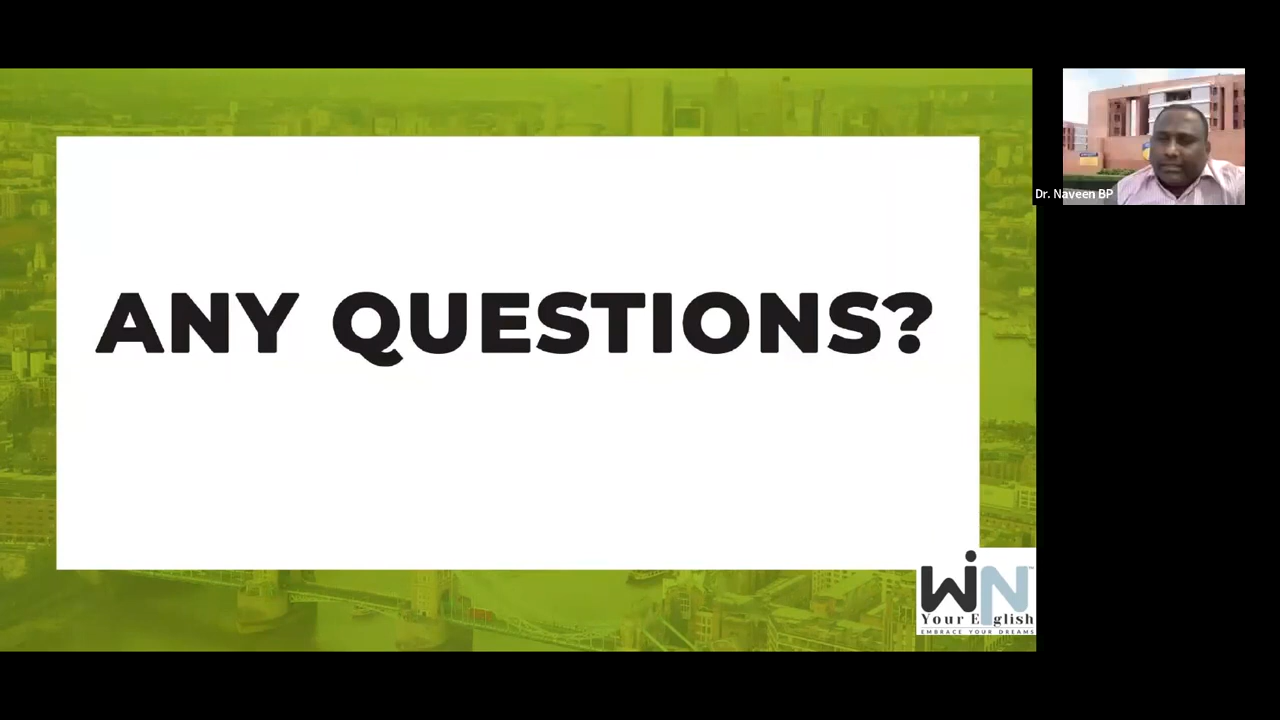 ANY QUESTIONS?
Dr. Naveen BP
WiN
Your English
EMBRACE YOUR DREAMS